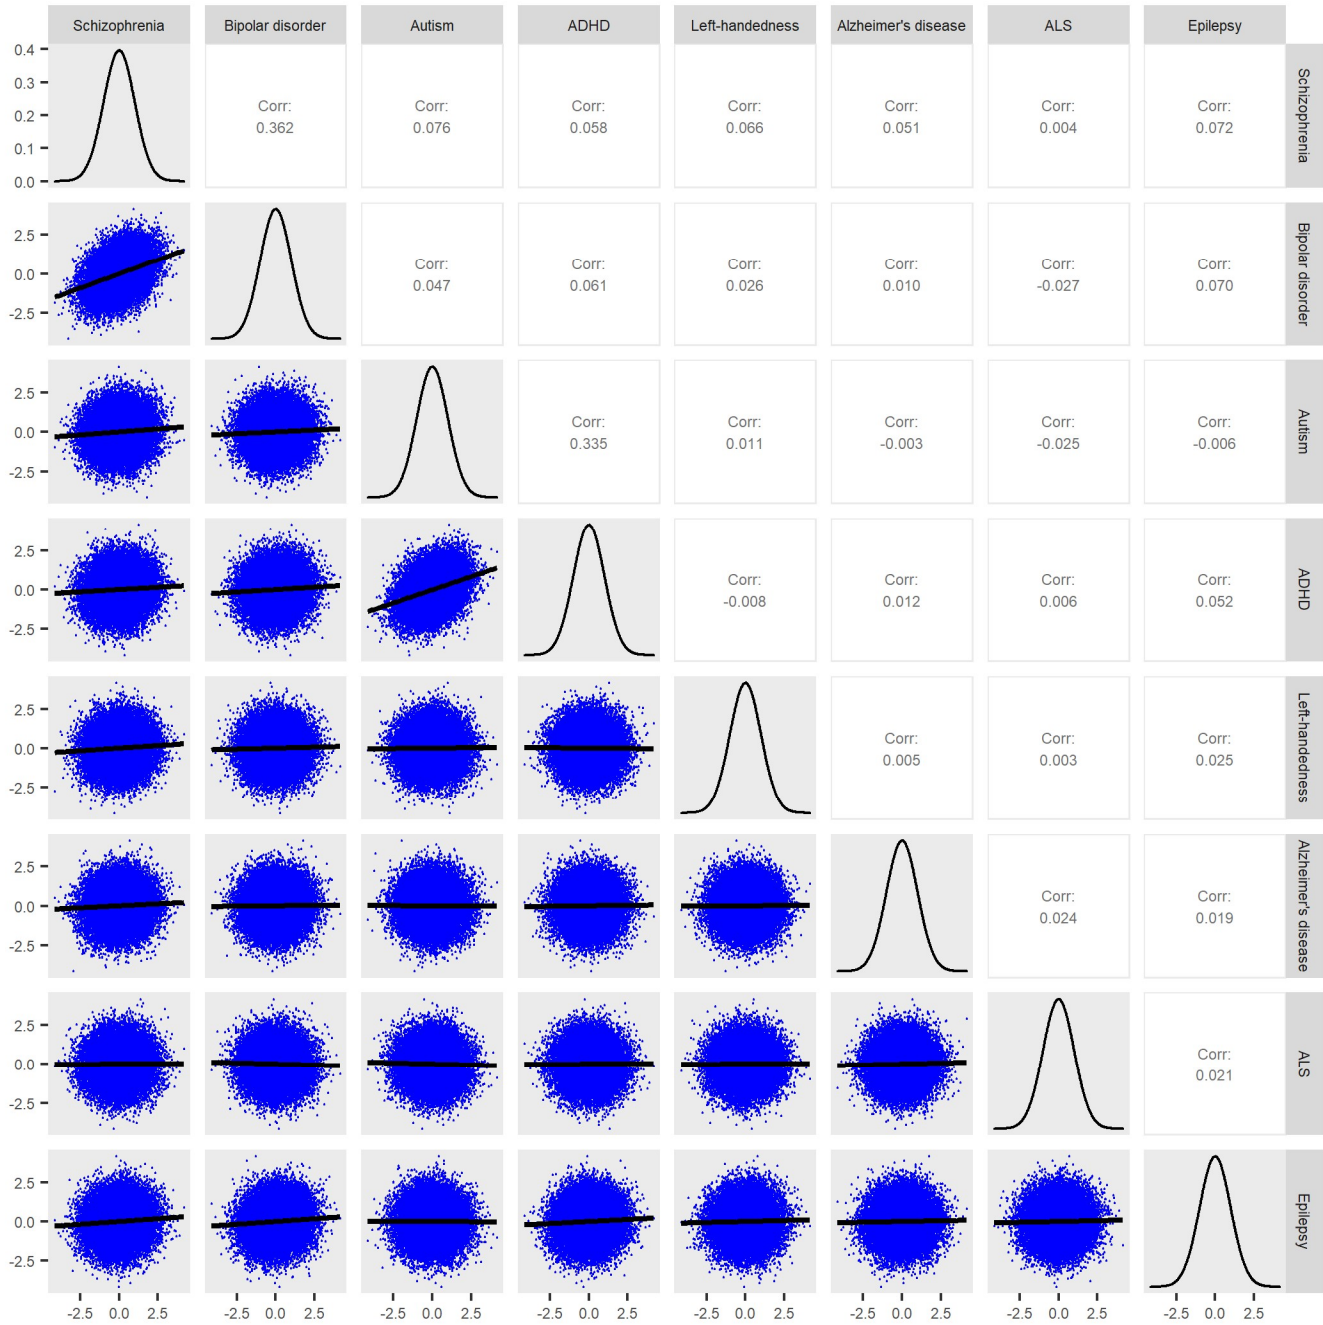 Schizophrenia Bipolar disorder Autism ADHD Left-handedness Alzheimer's disease ALS Epilepsy
0.4
0.3
0.2
0.1
0.0
Corr: Corr: Corr: Corr: Corr: Corr: Corr:
0.362 0.076 0.058 0.066 0.051 0.004 0.072
Schizophrenia
2.5
0.0
-2.5
Corr: Corr: Corr: Corr: Corr: Corr:
0.047 0.061 0.026 0.010 -0.027 0.070
Bipolar disorder
2.5
0.0
-2.5
Corr: Corr: Corr: Corr: Corr:
0.335 0.011 -0.003 -0.025 -0.006
Autism
2.5
0.0
-2.5
Corr: Corr: Corr: Corr:
-0.008 0.012 0.006 0.052
ADHD
2.5
0.0
-2.5
Corr: Corr: Corr:
0.005 0.003 0.025
Left-handedness
2.5
0.0
-2.5
Corr: Corr:
0.024 0.019
Alzheimer's disease
2.5
0.0
-2.5
Corr:
0.021
ALS
2.5
0.0
-2.5
Epilepsy
-2.5 0.0 2.5 -2.5 0.0 2.5 -2.5 0.0 2.5 -2.5 0.0 2.5 -2.5 0.0 2.5 -2.5 0.0 2.5 -2.5 0.0 2.5 -2.5 0.0 2.5